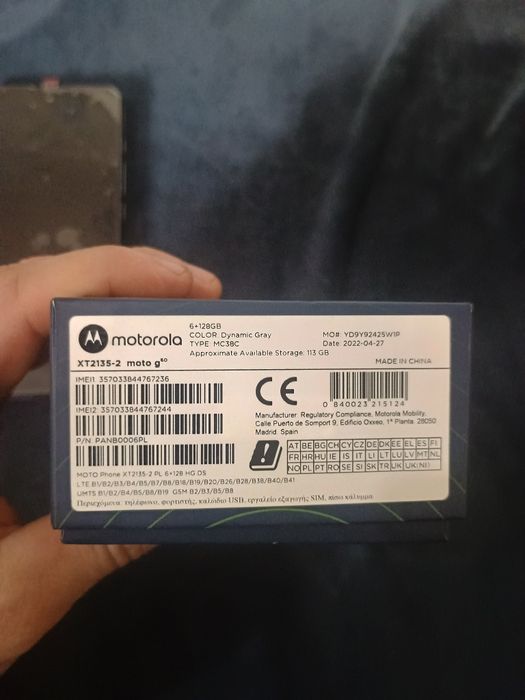 motorola
XT2135-2 moto g⁶⁰
6+128GB
COLOR: Dynamic Gray
TYPE: MC3BC
Approximate Available Storage: 113 GB
MO#: YD9Y92425W1P
Date: 2022-04-27
MADE IN CHINA
IMEI1 357033844767236
IMEI2 357033844767244
P/N PANB0006PL
CE
0 840023 215124
Manufacturer: Regulatory Compliance, Motorola Mobility,
Calle Puerto de Somport 9, Edificio Oxxeo, 1ª Planta 28050
Madrid. Spain
AT BE BG CH CY CZ DE DK EE EL ES FI
FR HR HU IE IS IT LI LT LU LV MT NL
NO PL PT RO SE SI SK TR UK UK(NI)
MOTO Phone XT2135-2 PL 6+128 HG DS
LTE B1/B2/B3/B4/B5/B7/B8/B18/B19/B20/B26/B28/B38/B40/B41
UMTS B1/B2/B4/B5/B8/B19 GSM B2/B3/B5/B8
Περιεχόμενα: τηλέφωνο, φορτιστής, καλώδιο USB, εργαλείο εξαγωγής SIM, πίσω κάλυμμα